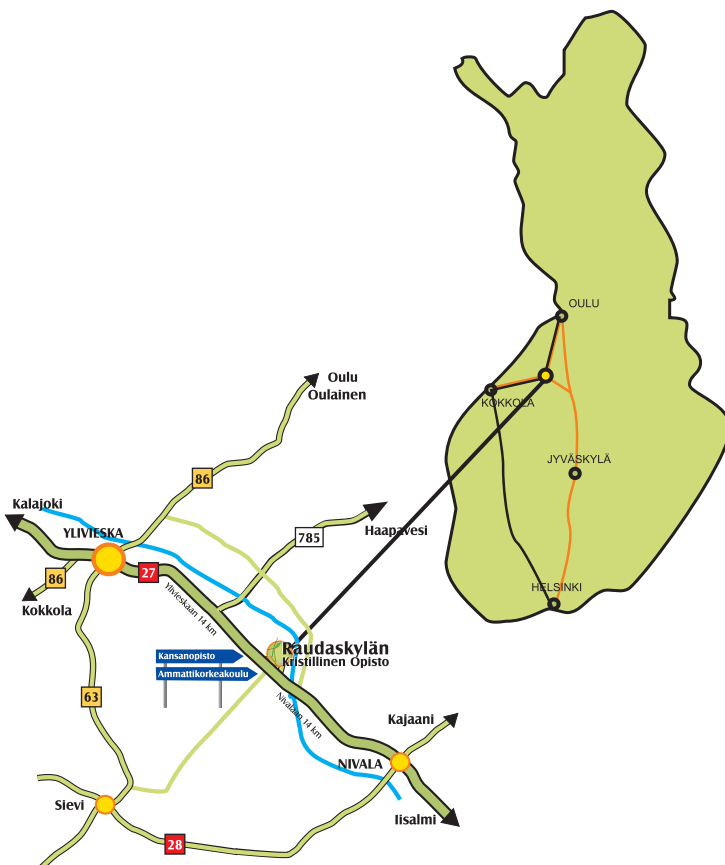 OULU
KOKKOLA
JYVÄSKYLÄ
HELSINKI
Oulu
Oulainen
86
Kalajoki
YLIVIESKA
785
Haapavesi
27
86
Kokkola
Ylivieskaan 14 km
Raudaskylän
Kristillinen Opisto
Kansanopisto
Ammattikorkeakoulu
63
Nivalaan 14 km
Kajaani
NIVALA
Sievi
Iisalmi
28